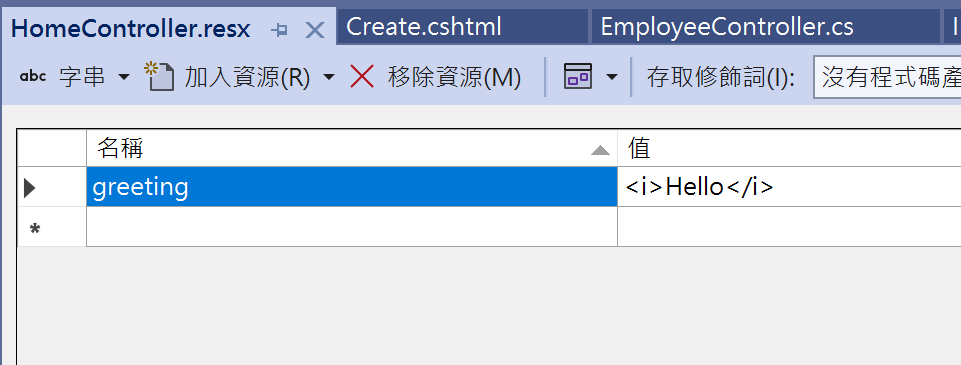 HomeController.resx Create.cshtml EmployeeController.cs
abc 字串 加入資源(R) 移除資源(M) 存取修飾詞(I): 沒有程式碼產
名稱 值
greeting <i>Hello</i>
*